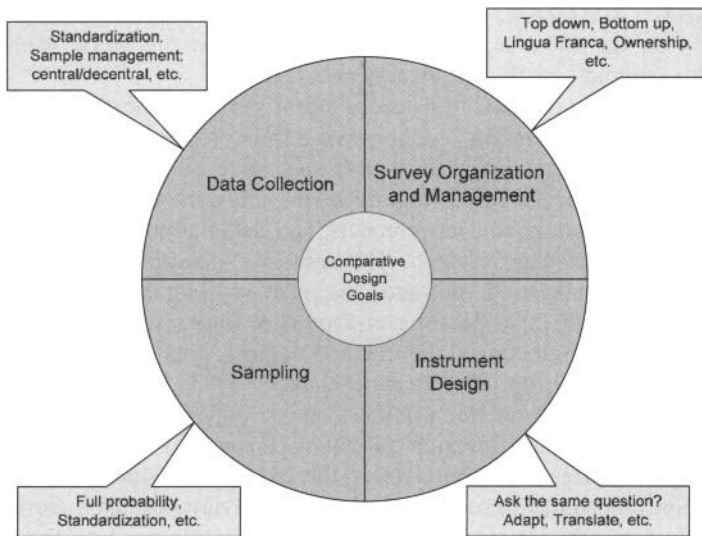 Standardization.
Sample management:
central/decentral, etc.
Top down, Bottom up,
Lingua Franca, Ownership,
etc.
Data Collection
Survey Organization
and Management
Comparative
Design
Goals
Sampling
Instrument
Design
Full probability,
Standardization, etc.
Ask the same question?
Adapt, Translate, etc.